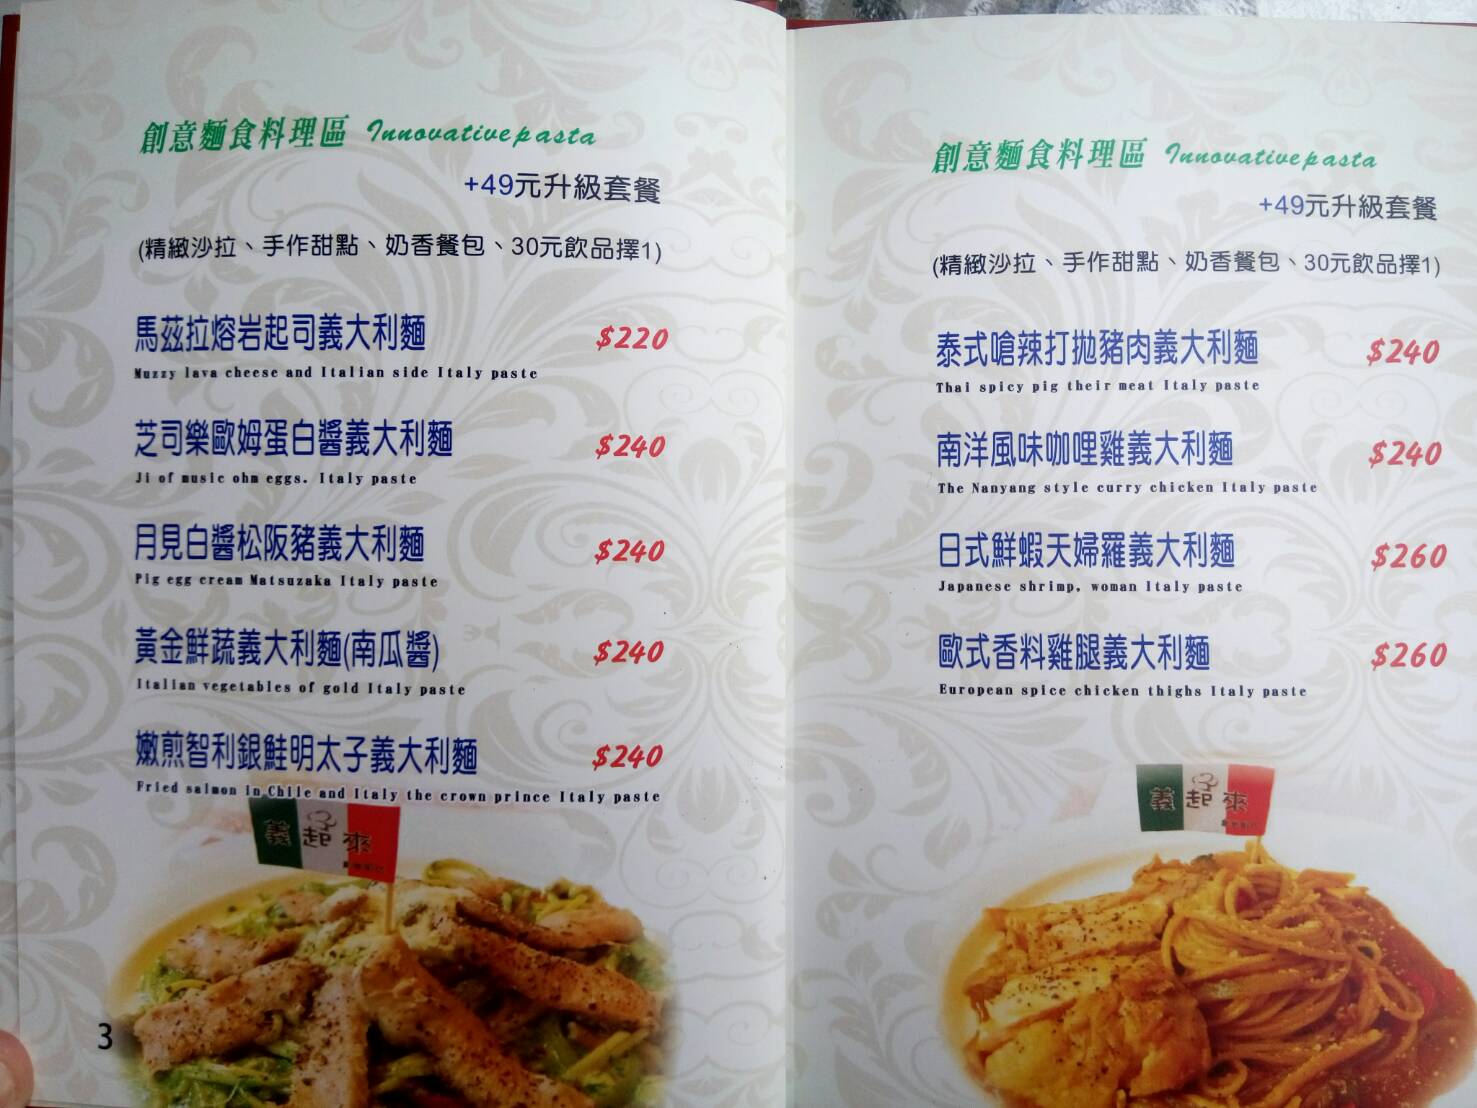 創意麵食料理區 Innovativepasta
+49元升級套餐
(精緻沙拉、手作甜點、奶香餐包、30元飲品擇1)
馬茲拉熔岩起司義大利麵 $220
Muzzy lava cheese and Italian side Italy paste
芝司樂歐姆蛋白醬義大利麵 $240
Ji of music ohm eggs. Italy paste
月見白醬松阪豬義大利麵 $240
Pig egg cream Matsuzaka Italy paste
黃金鮮蔬義大利麵(南瓜醬) $240
Italian vegetables of gold Italy paste
嫩煎智利銀鮭明太子義大利麵 $240
Fried salmon in Chile and Italy the crown prince Italy paste
義起來
3
創意麵食料理區 Innovativepasta
+49元升級套餐
(精緻沙拉、手作甜點、奶香餐包、30元飲品擇1)
泰式嗆辣打拋豬肉義大利麵 $240
Thai spicy pig their meat Italy paste
南洋風味咖哩雞義大利麵 $240
The Nanyang style curry chicken Italy paste
日式鮮蝦天婦羅義大利麵 $260
Japanese shrimp, woman Italy paste
歐式香料雞腿義大利麵 $260
European spice chicken thighs Italy paste
義起來